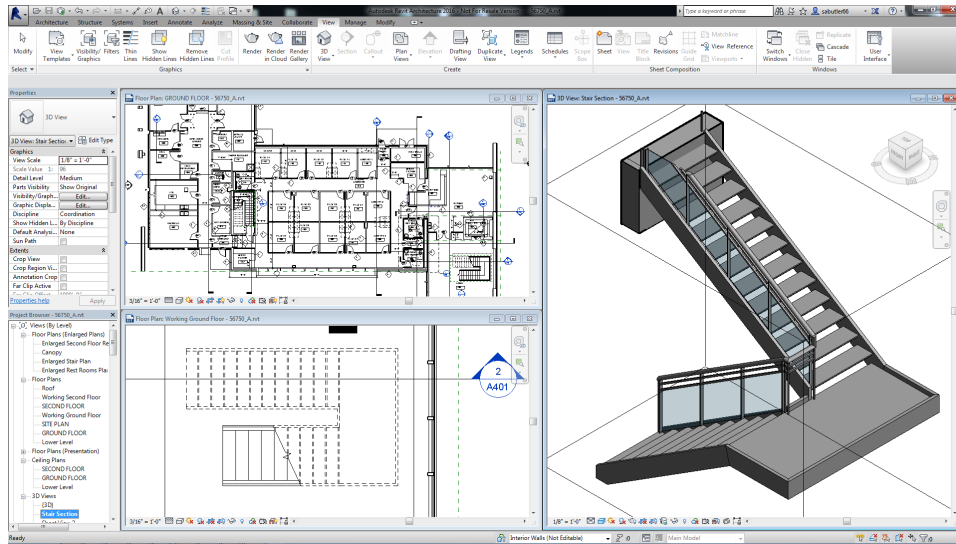 Autodesk Revit Architecture 2016 - Not For Resale Version - 56750_A.rvt
Type a keyword or phrase
sabutler66
Architecture Structure Systems Insert Annotate Analyze Massing & Site Collaborate View Manage Modify
Modify View Templates Visibility/ Graphics Filters Thin Lines Show Hidden Lines Remove Hidden Lines Cut Profile Render Render in Cloud Render Gallery 3D View Section Callout Plan Views Elevation Drafting View Duplicate View Legends Schedules Scope Box Sheet View Title Block Revisions Guide Grid Matchline View Reference Viewports Switch Windows Close Hidden Replicate Cascade Tile User Interface
Select Graphics Create Sheet Composition Windows
Properties
3D View
3D View: Stair Section Edit Type
Graphics
View Scale 1/8" = 1'-0"
Scale Value 1: 96
Detail Level Medium
Parts Visibility Show Original
Visibility/Graph... Edit...
Graphic Displa... Edit...
Discipline Coordination
Show Hidden L... By Discipline
Default Analysi... None
Sun Path
Extents
Crop View
Crop Region Vi...
Annotation Crop
Far Clip Active
Properties help Apply
Project Browser - 56750_A.rvt
Views (By Level)
Floor Plans (Enlarged Plans)
Enlarged Second Floor Re
Canopy
Enlarged Stair Plan
Enlarged Rest Rooms Plan
Floor Plans
Roof
Working Second Floor
SECOND FLOOR
Working Ground Floor
SITE PLAN
GROUND FLOOR
Lower Level
Floor Plans (Presentation)
Ceiling Plans
SECOND FLOOR
GROUND FLOOR
Lower Level
3D Views
{3D}
Stair Section
Floor Plan: GROUND FLOOR - 56750_A.rvt
3/16" = 1'-0"
Floor Plan: Working Ground Floor - 56750_A.rvt
2
A401
3/16" = 1'-0"
3D View: Stair Section - 56750_A.rvt
1/8" = 1'-0"
Ready
Interior Walls (Not Editable)
:0
Main Model
:0